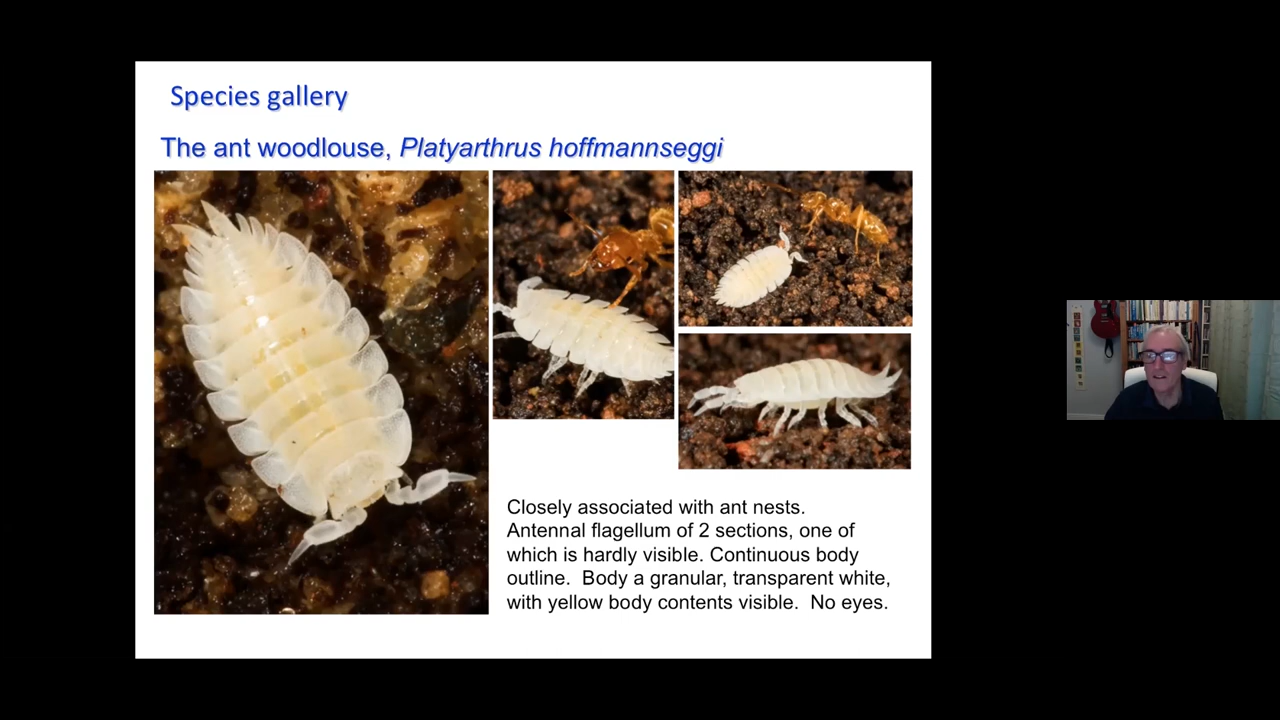 Species gallery
The ant woodlouse, Platyarthrus hoffmannseggi
Closely associated with ant nests.
Antennal flagellum of 2 sections, one of
which is hardly visible. Continuous body
outline.  Body a granular, transparent white,
with yellow body contents visible.  No eyes.